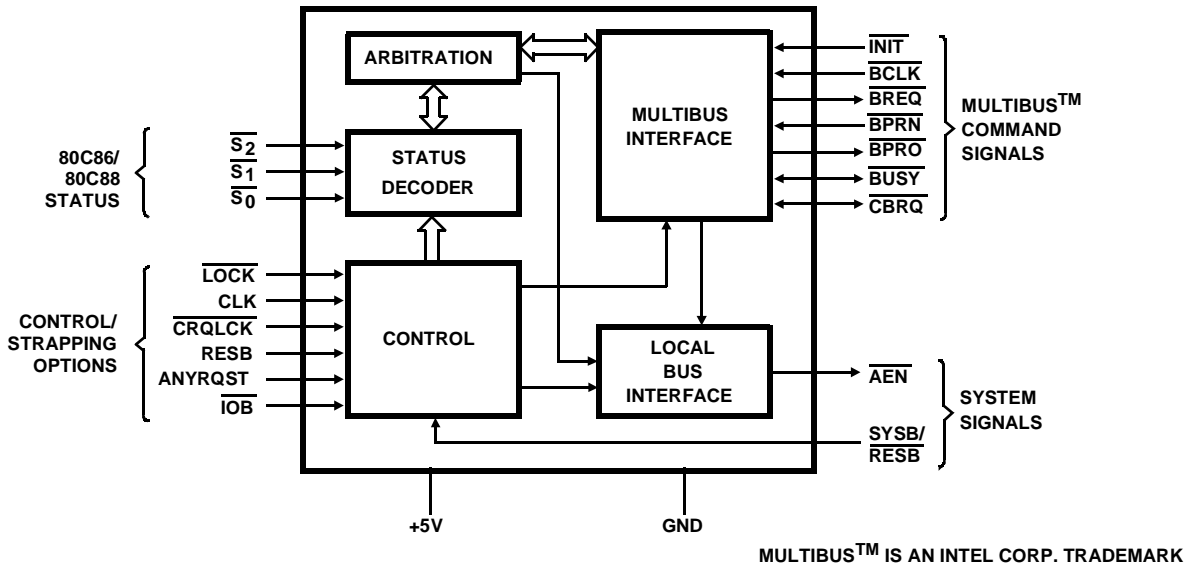 ARBITRATION
STATUS
DECODER
CONTROL
MULTIBUS
INTERFACE
LOCAL
BUS
INTERFACE
80C86/
80C88
STATUS
S2
S1
S0
CONTROL/
STRAPPING
OPTIONS
LOCK
CLK
CRQLCK
RESB
ANYRQST
IOB
INIT
BCLK
BREQ
BPRN
BPRO
BUSY
CBRQ
MULTIBUS™
COMMAND
SIGNALS
AEN
SYSB/
RESB
SYSTEM
SIGNALS
+5V
GND
MULTIBUS™ IS AN INTEL CORP. TRADEMARK